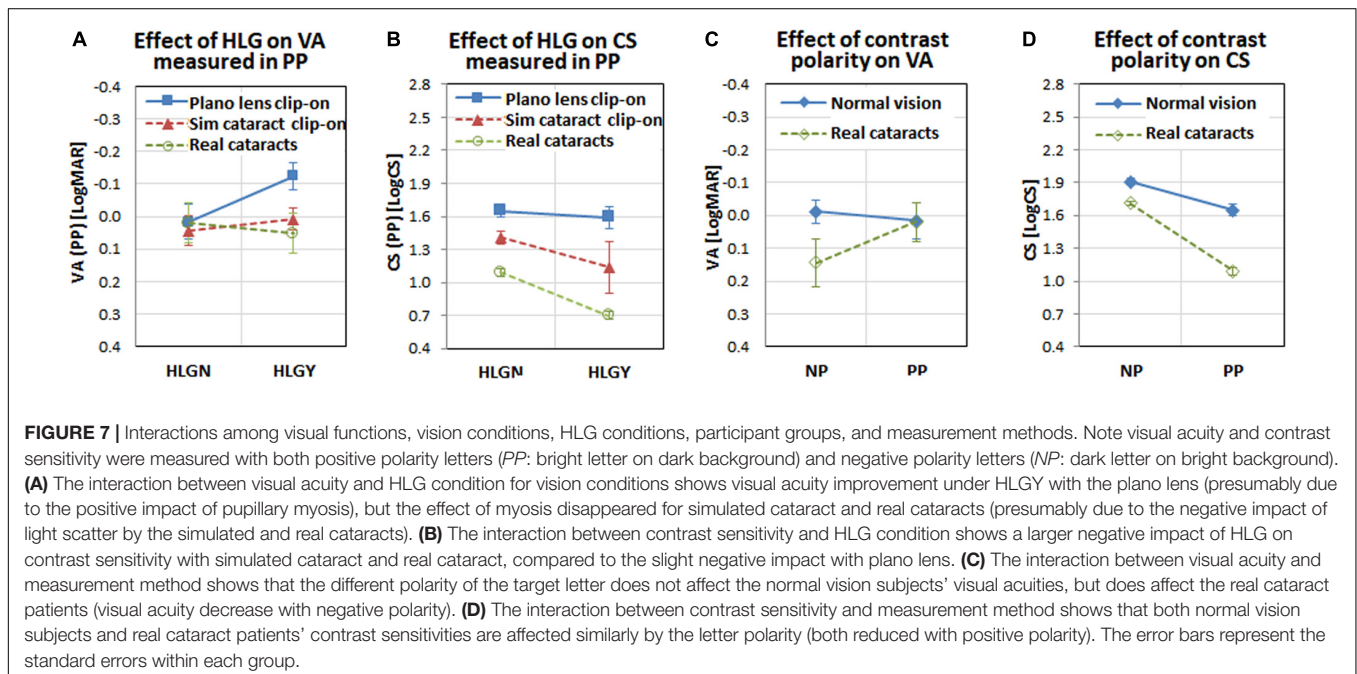 A
Effect of HLG on VA
measured in PP
-0.4
-0.3
-0.2
-0.1
0.0
0.1
0.2
0.3
0.4
VA (PP) [LogMAR]
Plano lens clip-on
Sim cataract clip-on
Real cataracts
HLGN HLGY
B
Effect of HLG on CS
measured in PP
2.8
2.5
2.2
1.9
1.6
1.3
1.0
0.7
0.4
CS (PP) [LogCS]
Plano lens clip-on
Sim cataract clip-on
Real cataracts
HLGN HLGY
C
Effect of contrast
polarity on VA
-0.4
-0.3
-0.2
-0.1
0.0
0.1
0.2
0.3
0.4
VA [LogMAR]
Normal vision
Real cataracts
NP PP
D
Effect of contrast
polarity on CS
2.8
2.5
2.2
1.9
1.6
1.3
1.0
0.7
0.4
CS [LogCS]
Normal vision
Real cataracts
NP PP
FIGURE 7 | Interactions among visual functions, vision conditions, HLG conditions, participant groups, and measurement methods. Note visual acuity and contrast
sensitivity were measured with both positive polarity letters (PP: bright letter on dark background) and negative polarity letters (NP: dark letter on bright background).
(A) The interaction between visual acuity and HLG condition for vision conditions shows visual acuity improvement under HLGY with the plano lens (presumably due
to the positive impact of pupillary myosis), but the effect of myosis disappeared for simulated cataract and real cataracts (presumably due to the negative impact of
light scatter by the simulated and real cataracts). (B) The interaction between contrast sensitivity and HLG condition shows a larger negative impact of HLG on
contrast sensitivity with simulated cataract and real cataract, compared to the slight negative impact with plano lens. (C) The interaction between visual acuity and
measurement method shows that the different polarity of the target letter does not affect the normal vision subjects' visual acuities, but does affect the real cataract
patients (visual acuity decrease with negative polarity). (D) The interaction between contrast sensitivity and measurement method shows that both normal vision
subjects and real cataract patients' contrast sensitivities are affected similarly by the letter polarity (both reduced with positive polarity). The error bars represent the
standard errors within each group.